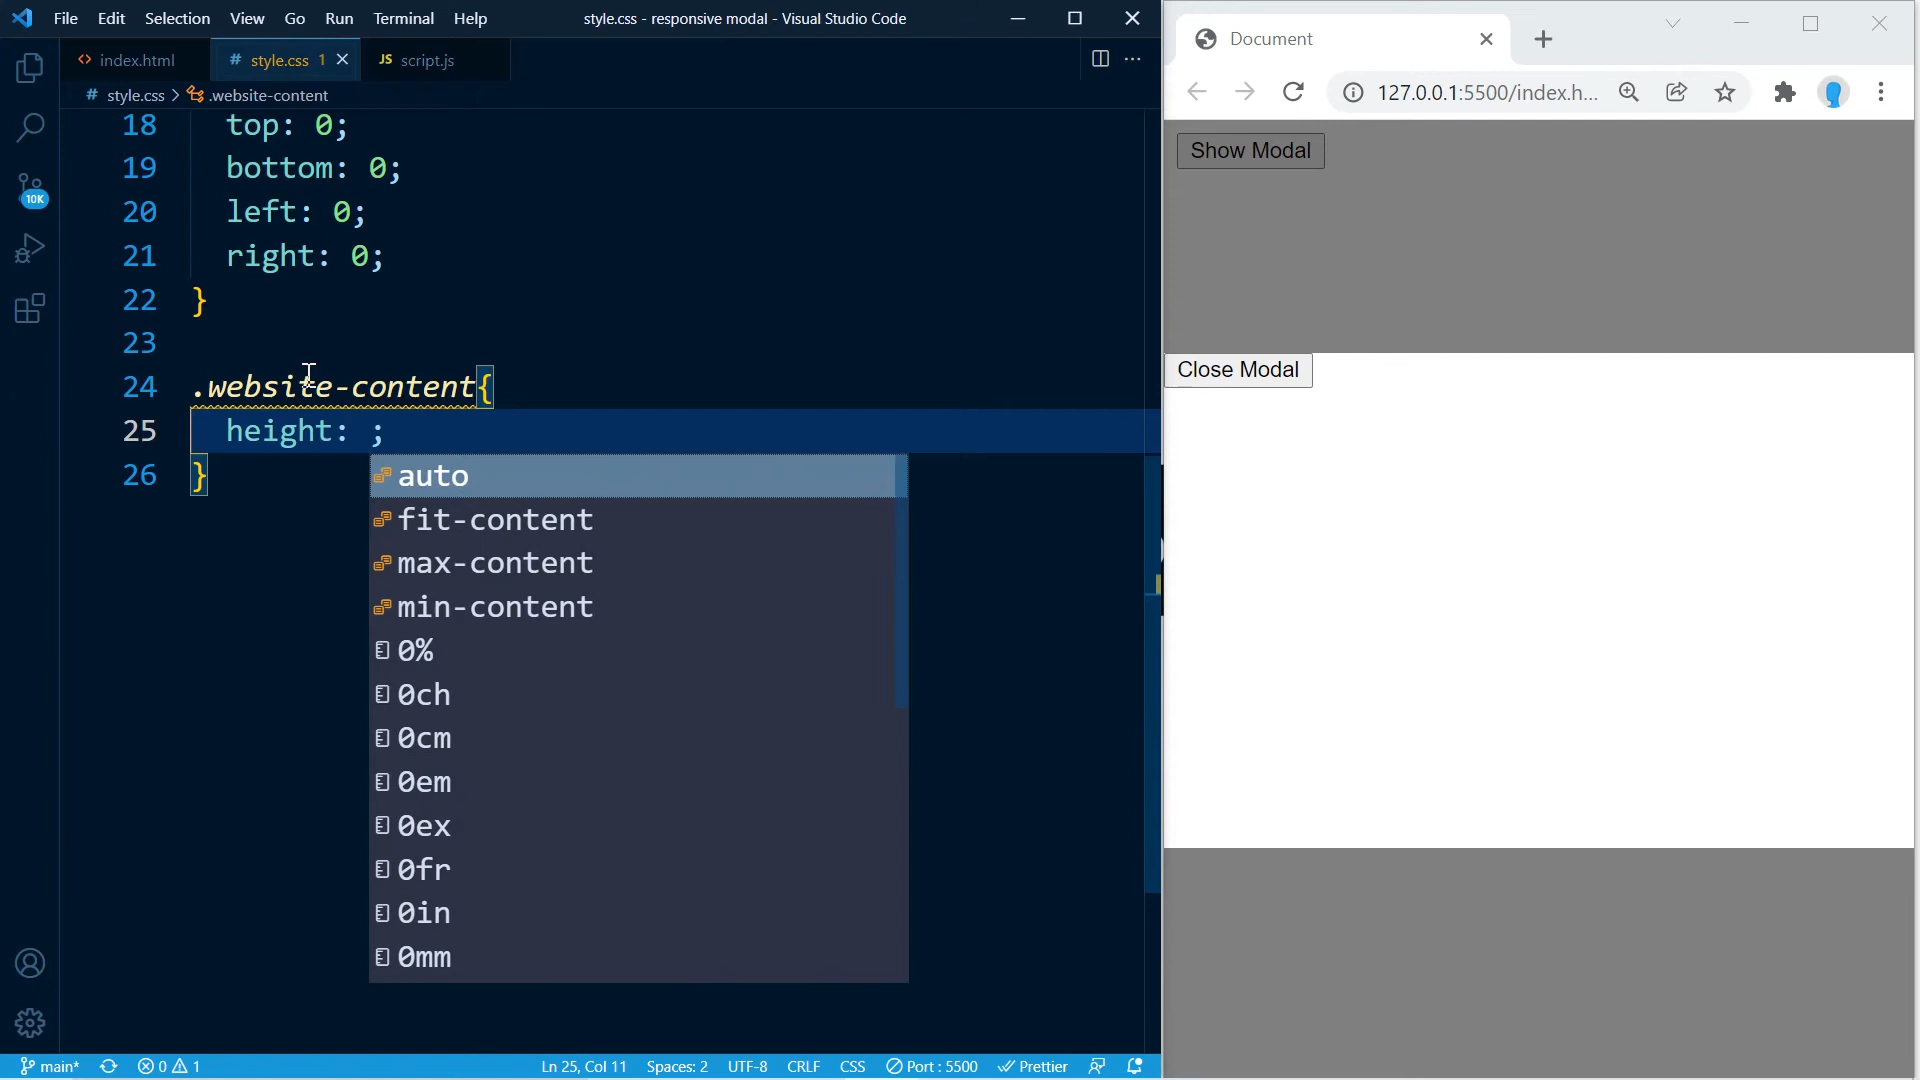 File Edit Selection View Go Run Terminal Help style.css - responsive modal - Visual Studio Code
<> index.html # style.css 1 JS script.js
# style.css > .website-content
10K
18 top: 0;
19 bottom: 0;
20 left: 0;
21 right: 0;
22 }
23
24 .website-content{
25 height: ;
26 }
auto
fit-content
max-content
min-content
0%
0ch
0cm
0em
0ex
0fr
0in
0mm
main* 0 1 Ln 25, Col 11 Spaces: 2 UTF-8 CRLF CSS Port : 5500 Prettier
Document
127.0.0.1:5500/index.h...
Show Modal
Close Modal